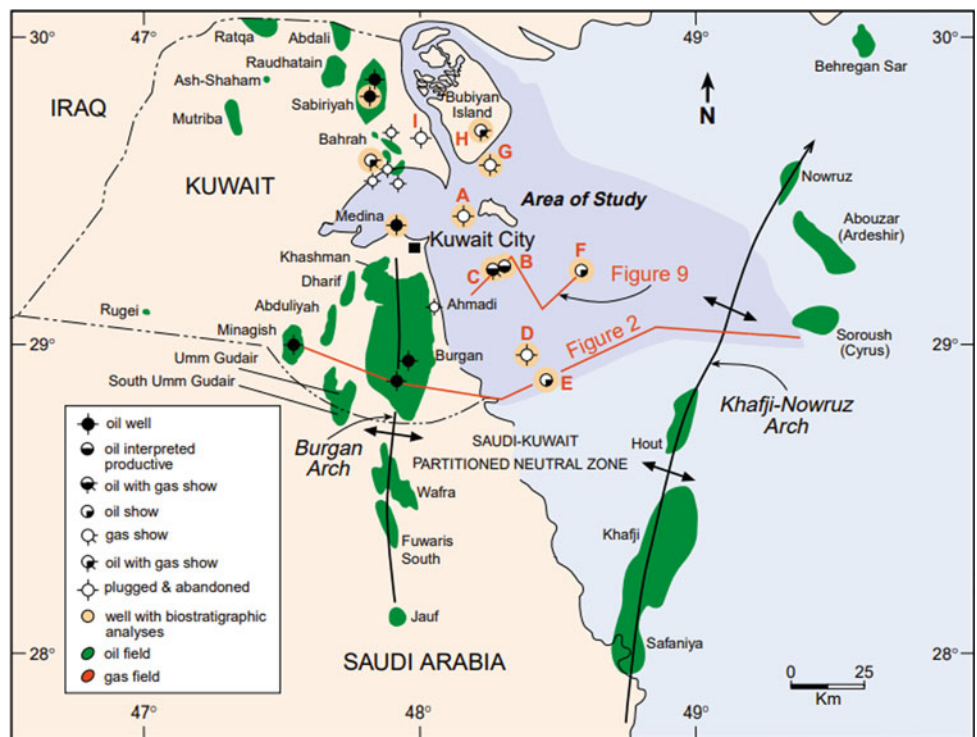 30°
47°
49°
30°
Ratqa
Abdali
Raudhatain
Ash-Shaham
Mutriba
Sabiriyah
IRAQ
Bubiyan
Island
Behregan Sar
N
I
H
G
Bahrah
KUWAIT
A
Area of Study
Nowruz
Medina
Kuwait City
Abouzar
(Ardeshir)
Khashman
Dharif
C
B
F
Figure 9
Abduliyah
Ahmadi
Rugei
Minagish
29°
D
Figure 2
Soroush
(Cyrus)
29°
Umm Gudair
Burgan
South Umm Gudair
E
Khafji-Nowruz
Arch
Burgan
Arch
SAUDI-KUWAIT
PARTITIONED NEUTRAL ZONE
Hout
Wafra
Khafji
Fuwaris
South
Jauf
Safaniya
SAUDI ARABIA
oil well
oil interpreted
productive
oil with gas show
oil show
gas show
oil with gas show
plugged & abandoned
well with biostratigraphic
analyses
oil field
gas field
28°
28°
0
25
Km
47°
48°
49°